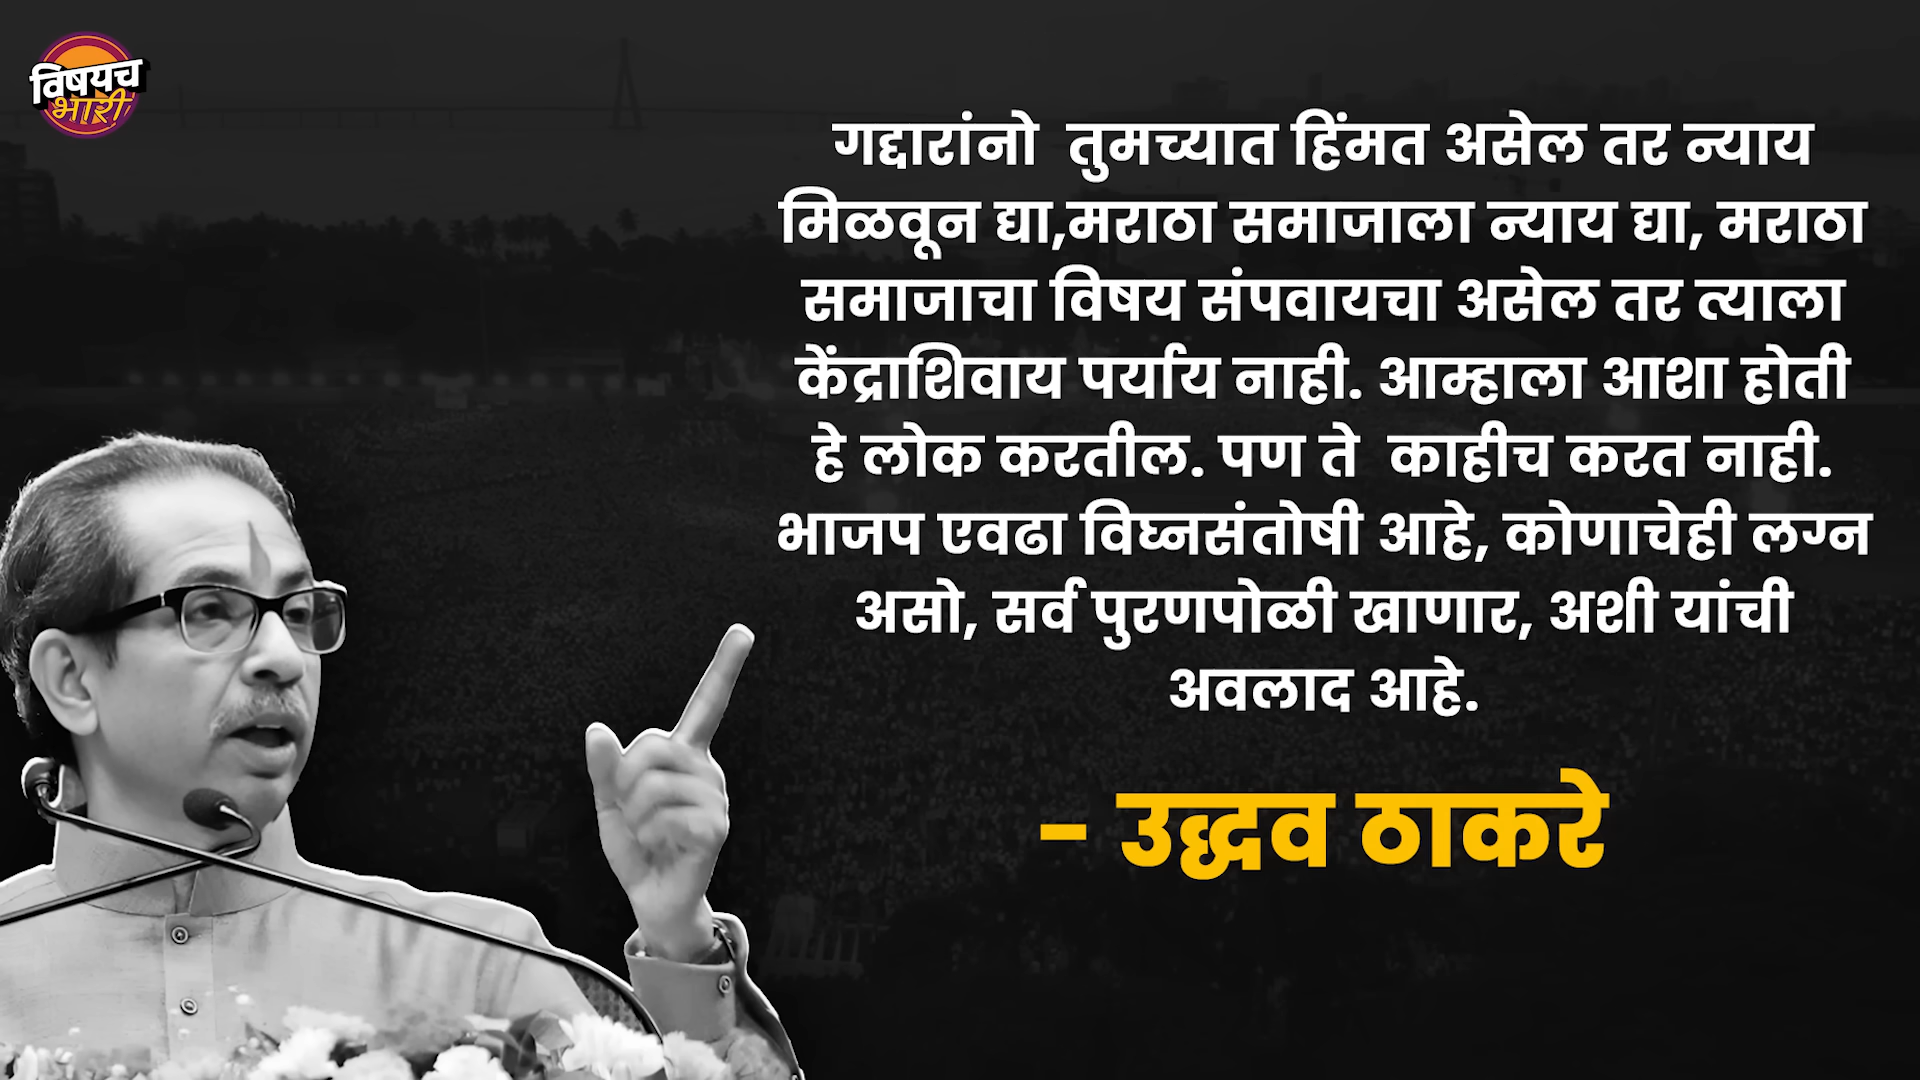 विषयच
भारी
गद्दारांनो तुमच्यात हिंमत असेल तर न्याय
मिळवून द्या,मराठा समाजाला न्याय द्या, मराठा
समाजाचा विषय संपवायचा असेल तर त्याला
केंद्राशिवाय पर्याय नाही. आम्हाला आशा होती
हे लोक करतील. पण ते काहीच करत नाही.
भाजप एवढा विघ्नसंतोषी आहे, कोणाचेही लग्न
असो, सर्व पुरणपोळी खाणार, अशी यांची
अवलाद आहे.
- उद्धव ठाकरे